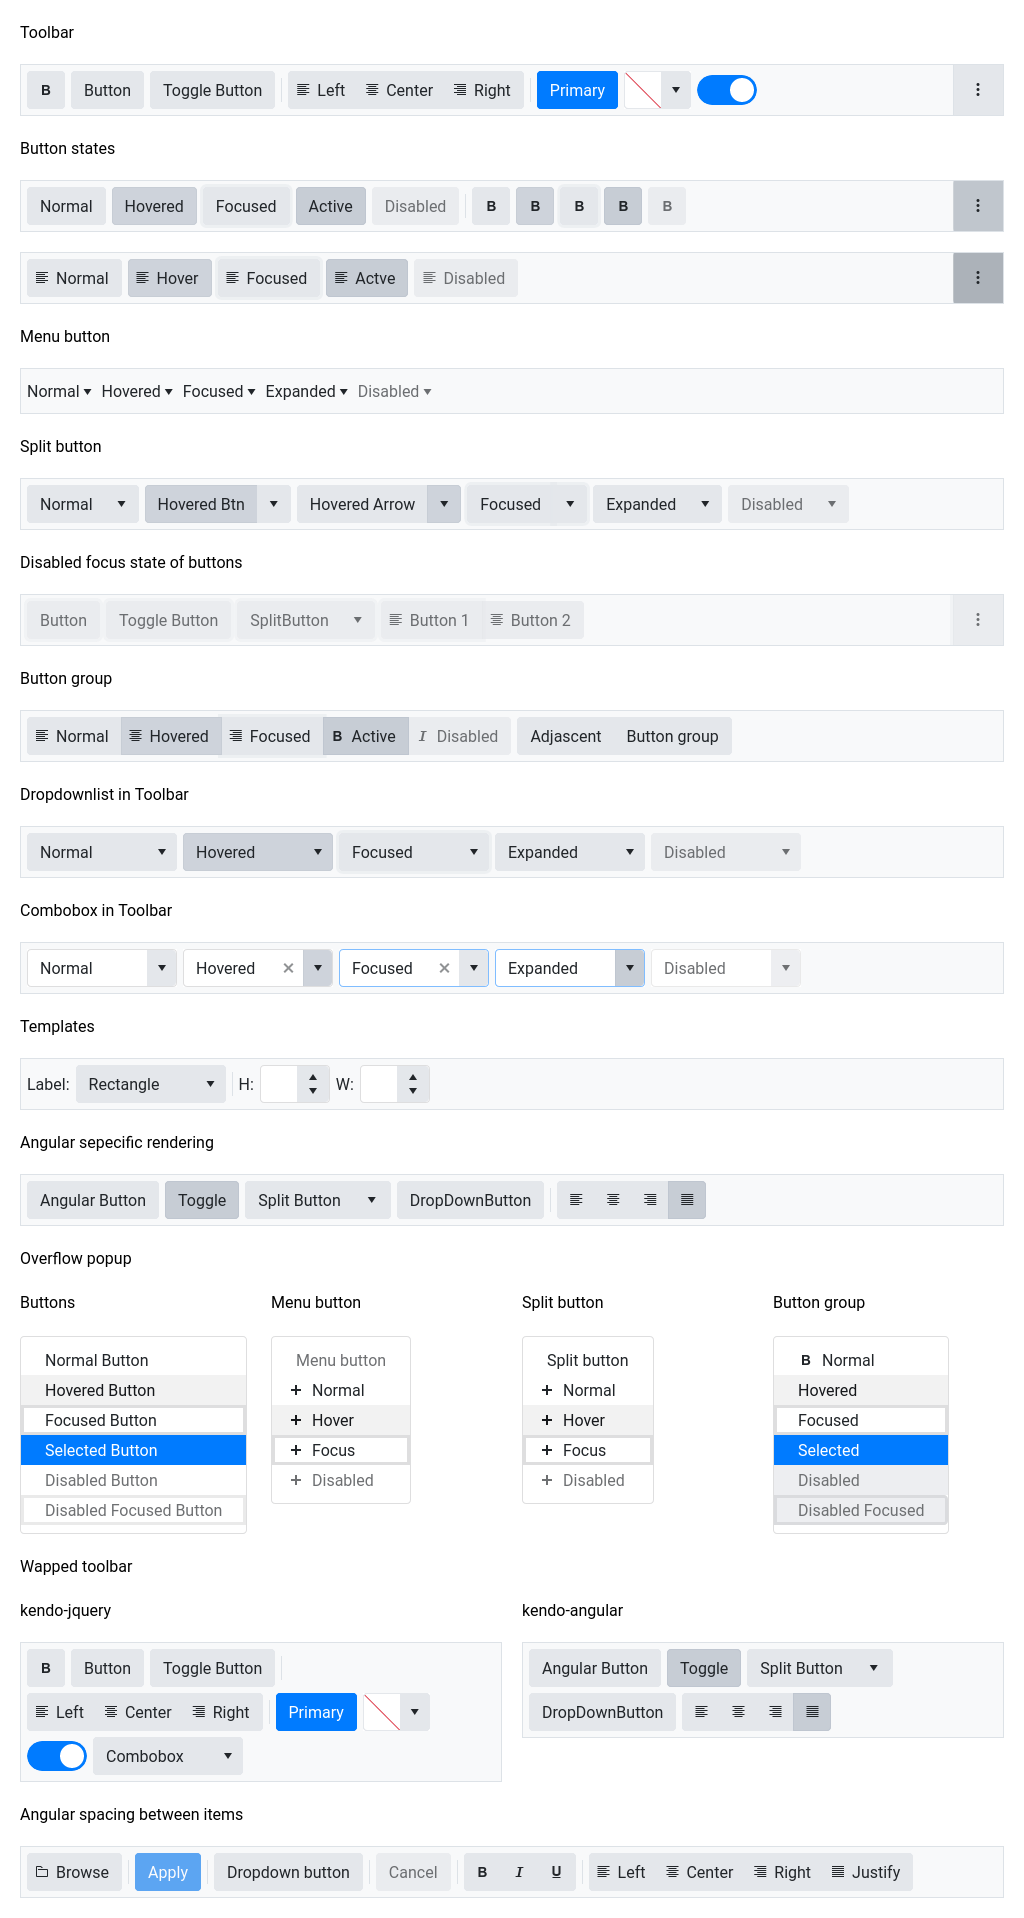 Toolbar
B Button Toggle Button Left Center Right Primary
Button states
Normal Hovered Focused Active Disabled B B B B B
Normal Hover Focused Actve Disabled
Menu button
Normal Hovered Focused Expanded Disabled
Split button
Normal Hovered Btn Hovered Arrow Focused Expanded Disabled
Disabled focus state of buttons
Button Toggle Button SplitButton Button 1 Button 2
Button group
Normal Hovered Focused B Active I Disabled Adjascent Button group
Dropdownlist in Toolbar
Normal Hovered Focused Expanded Disabled
Combobox in Toolbar
Normal Hovered Focused Expanded Disabled
Templates
Label: Rectangle H: W:
Angular sepecific rendering
Angular Button Toggle Split Button DropDownButton
Overflow popup
Buttons
Normal Button
Hovered Button
Focused Button
Selected Button
Disabled Button
Disabled Focused Button
Menu button
Menu button
Normal
Hover
Focus
Disabled
Split button
Split button
Normal
Hover
Focus
Disabled
Button group
B Normal
Hovered
Focused
Selected
Disabled
Disabled Focused
Wapped toolbar
kendo-jquery
B Button Toggle Button
Left Center Right Primary
Combobox
kendo-angular
Angular Button Toggle Split Button
DropDownButton
Angular spacing between items
Browse Apply Dropdown button Cancel B I U Left Center Right Justify